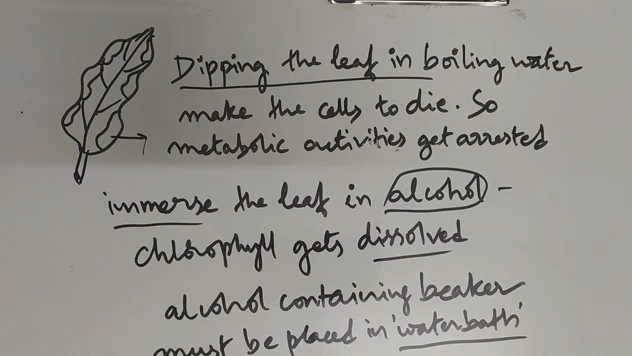 Dipping the leaf in boiling water
make the cells to die. So
metabolic activities get arrested
immerse the leaf in alcohol -
chlorophyll gets dissolved
alcohol containing beaker
must be placed in 'waterbath'